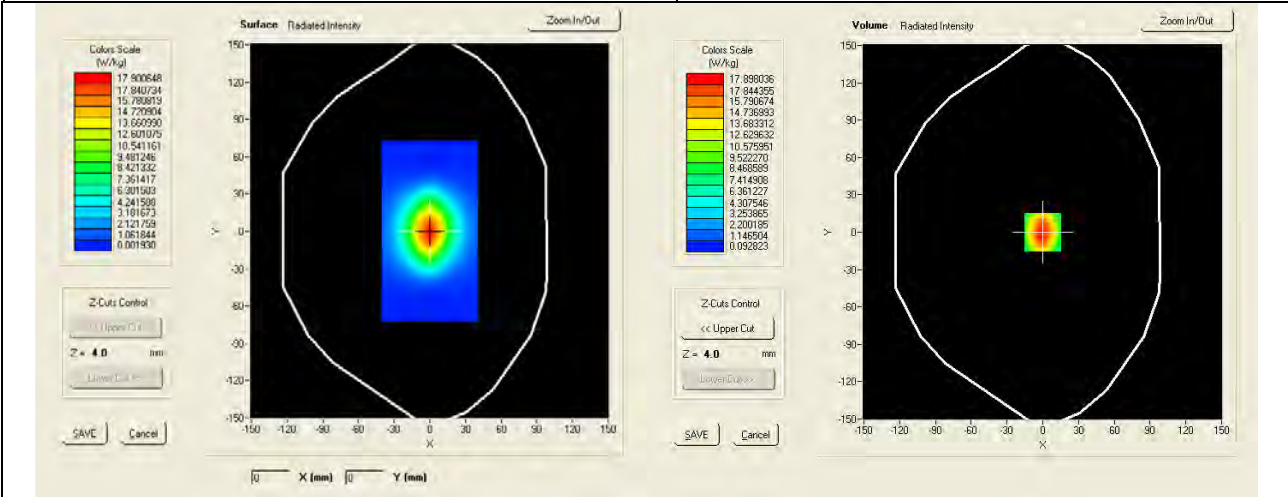 Surface Radiated Intensity
Zoom In/Out
Colors Scale
(W/kg)
17.900648
17.840734
15.780819
14.720904
13.660990
12.601075
10.541161
9.481246
8.421332
7.361417
6.301503
4.241588
3.181673
2.121759
1.061844
0.001930
Z-Cuts Control
<< Upper Cut
Z = 4.0 mm
Lower Cut >>
SAVE
Cancel
150
120
90
60
30
0
-30
-60
-90
-120
-150
Y
-150 -120 -90 -60 -30 0 30 60 90 120 150
X
0 X (mm) 0 Y (mm)
Volume Radiated Intensity
Zoom In/Out
Colors Scale
(W/kg)
17.898036
17.844355
15.790674
14.736993
13.683312
12.629632
10.575951
9.522270
8.468589
7.414908
6.361227
4.307546
3.253865
2.200185
1.146504
0.092823
Z-Cuts Control
<< Upper Cut
Z = 4.0 mm
Lower Cut >>
SAVE
Cancel
150
120
90
60
30
0
-30
-60
-90
-120
-150
Y
-150 -120 -90 -60 -30 0 30 60 90 120 150
X